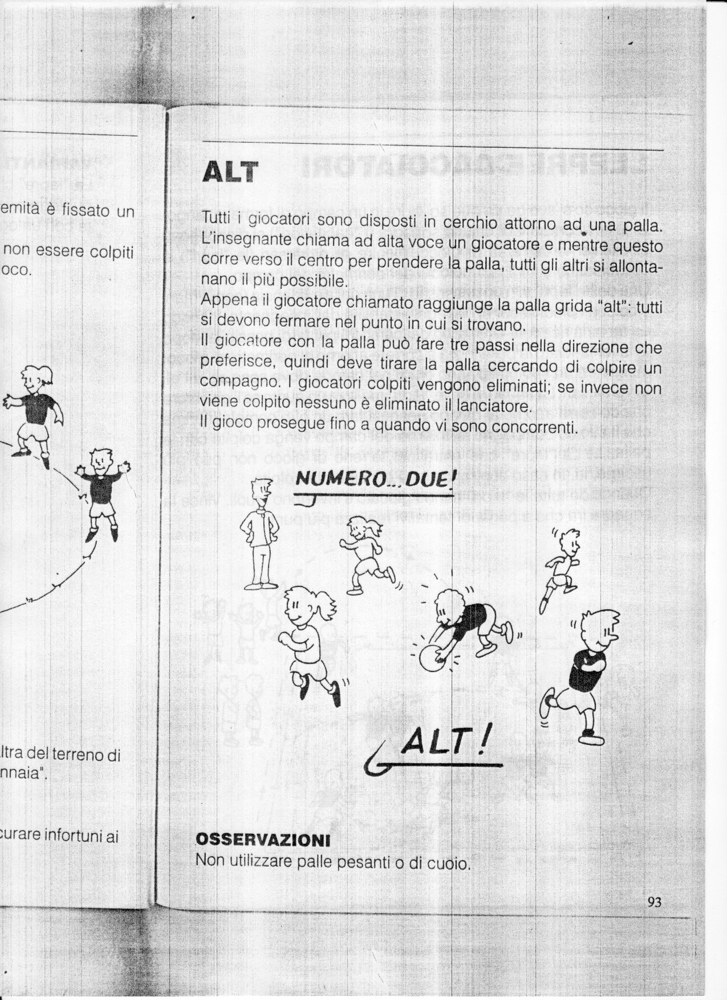 emità è fissato un
non essere colpiti
oco.
ltra del terreno di
nnaia".
curare infortuni ai
ALT
Tutti i giocatori sono disposti in cerchio attorno ad una palla.
L'insegnante chiama ad alta voce un giocatore e mentre questo
corre verso il centro per prendere la palla, tutti gli altri si allonta-
nano il più possibile.
Appena il giocatore chiamato raggiunge la palla grida "alt": tutti
si devono fermare nel punto in cui si trovano.
Il giocatore con la palla può fare tre passi nella direzione che
preferisce, quindi deve tirare la palla cercando di colpire un
compagno. I giocatori colpiti vengono eliminati; se invece non
viene colpito nessuno è eliminato il lanciatore.
Il gioco prosegue fino a quando vi sono concorrenti.
NUMERO...DUE!
ALT!
OSSERVAZIONI
Non utilizzare palle pesanti o di cuoio.
93